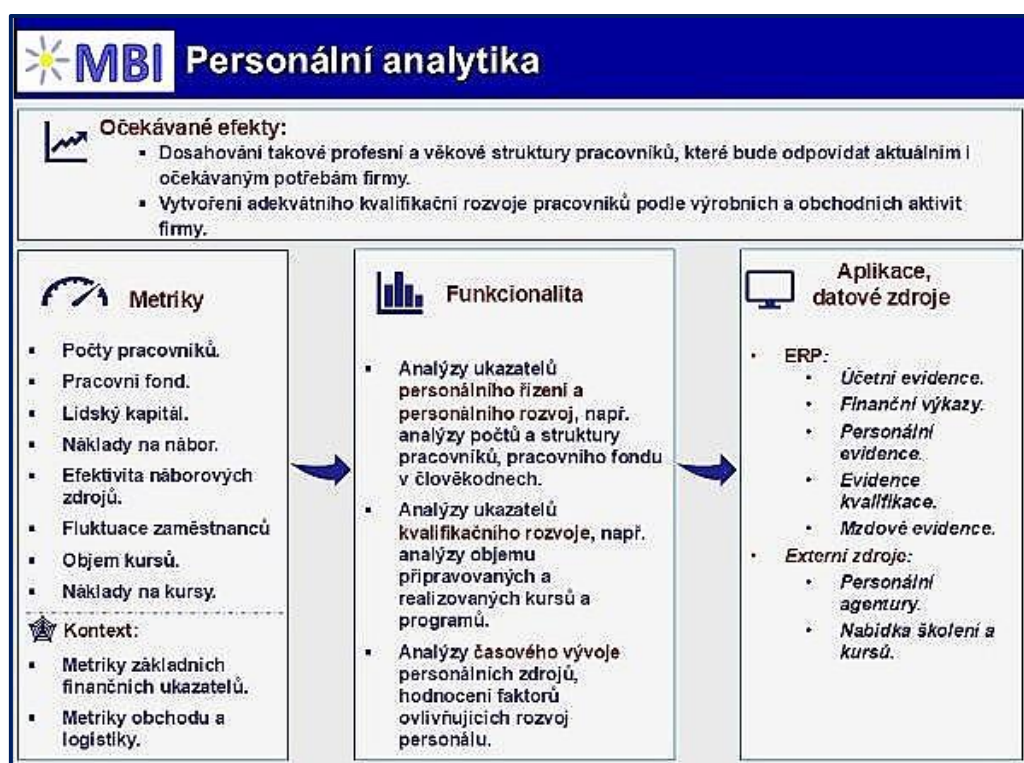 MBI Personální analytika
Očekávané efekty:
▪ Dosahování takové profesní a věkové struktury pracovníků, které bude odpovídat aktuálním i
očekávaným potřebám firmy.
▪ Vytvoření adekvátního kvalifikační rozvoje pracovníků podle výrobních a obchodních aktivit
firmy.
Metriky
▪ Počty pracovníků.
▪ Pracovní fond.
▪ Lidský kapitál.
▪ Náklady na nábor.
▪ Efektivita náborových
zdrojů.
▪ Fluktuace zaměstnanců
▪ Objem kursů.
▪ Náklady na kursy.
Kontext:
▪ Metriky základních
finančních ukazatelů.
▪ Metriky obchodu a
logistiky.
Funkcionalita
▪ Analýzy ukazatelů
personálního řízení a
personálního rozvoj, např.
analýzy počtů a struktury
pracovníků, pracovního fondu
v člověkodnech.
▪ Analýzy ukazatelů
kvalifikačního rozvoje, např.
analýzy objemu
připravovaných a
realizovaných kursů a
programů.
▪ Analýzy časového vývoje
personálních zdrojů,
hodnocení faktorů
ovlivňujících rozvoj
personálu.
Aplikace,
datové zdroje
• ERP:
• Účetní evidence.
• Finanční výkazy.
• Personální
evidence.
• Evidence
kvalifikace.
• Mzdové evidence.
• Externí zdroje:
• Personální
agentury.
• Nabídka školení a
kursů.